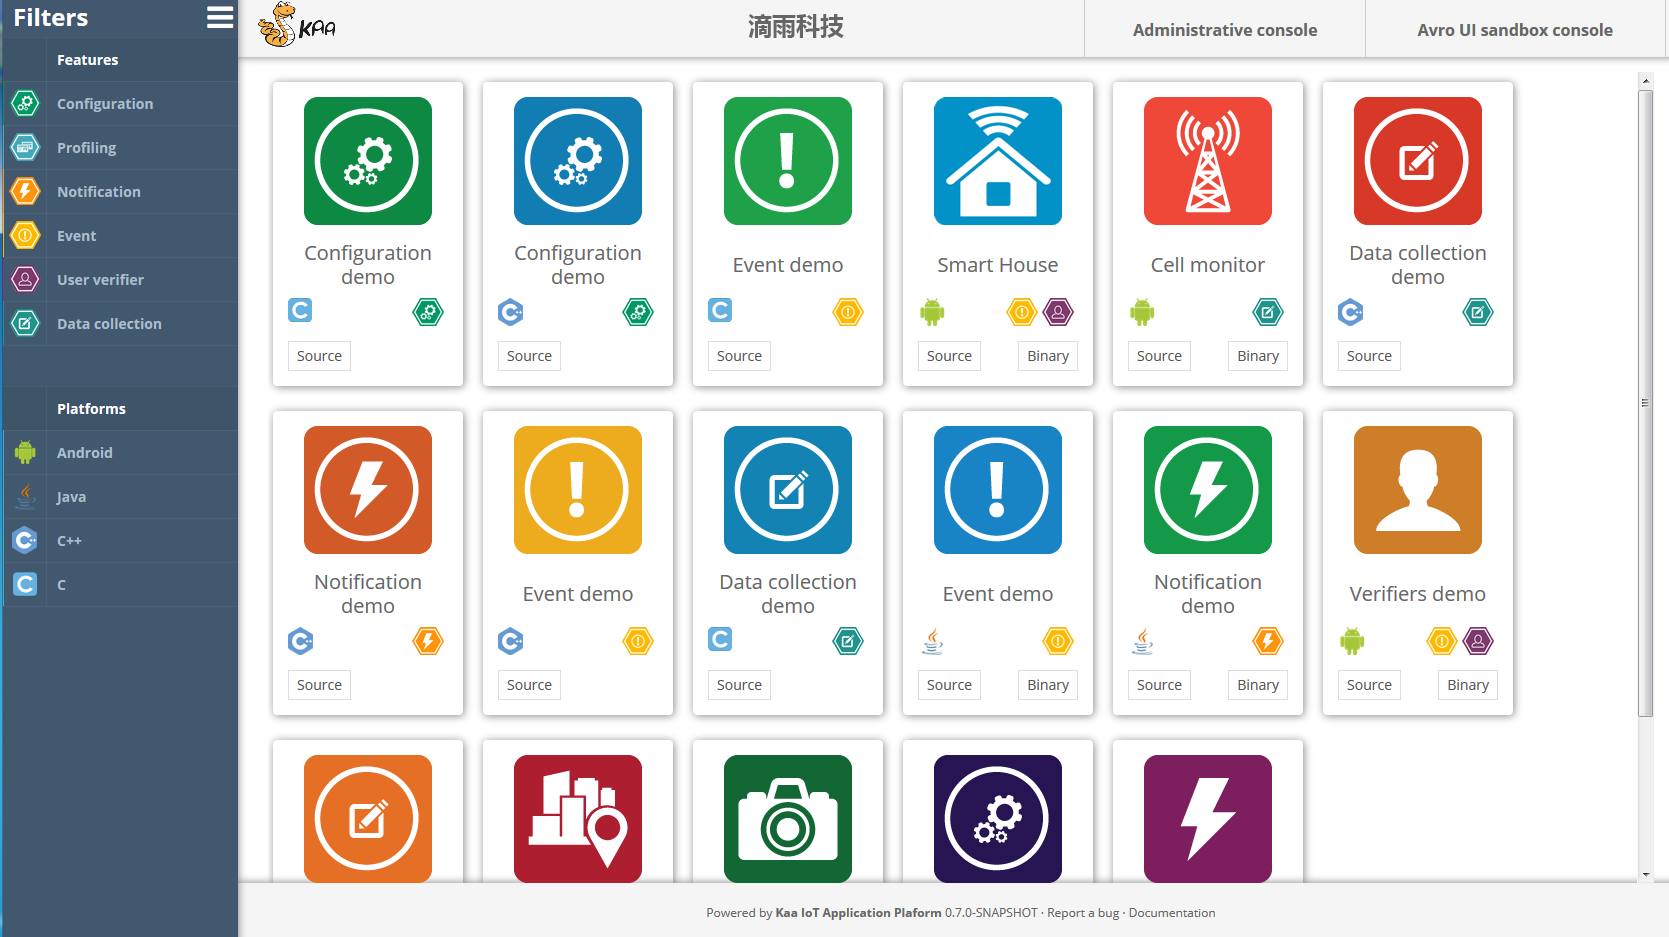 Filters
KAA
滴雨科技
Administrative console
Avro UI sandbox console
Features
Configuration
Profiling
Notification
Event
User verifier
Data collection
Platforms
Android
Java
C++
C
Configuration
demo
Source
Configuration
demo
Source
Event demo
Source
Smart House
Source
Binary
Cell monitor
Source
Binary
Data collection
demo
Source
Notification
demo
Source
Event demo
Source
Data collection
demo
Source
Event demo
Source
Binary
Notification
demo
Source
Binary
Verifiers demo
Source
Binary
Powered by Kaa IoT Application Plaform 0.7.0-SNAPSHOT · Report a bug · Documentation